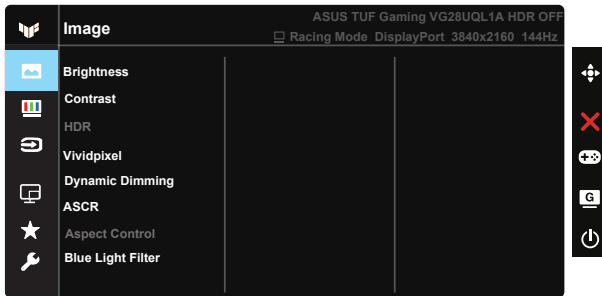 ASUS TUF Gaming VG28UQL1A HDR OFF
Image
Racing Mode DisplayPort 3840x2160 144Hz
Brightness
Contrast
HDR
Vividpixel
Dynamic Dimming
ASCR
Aspect Control
Blue Light Filter
G